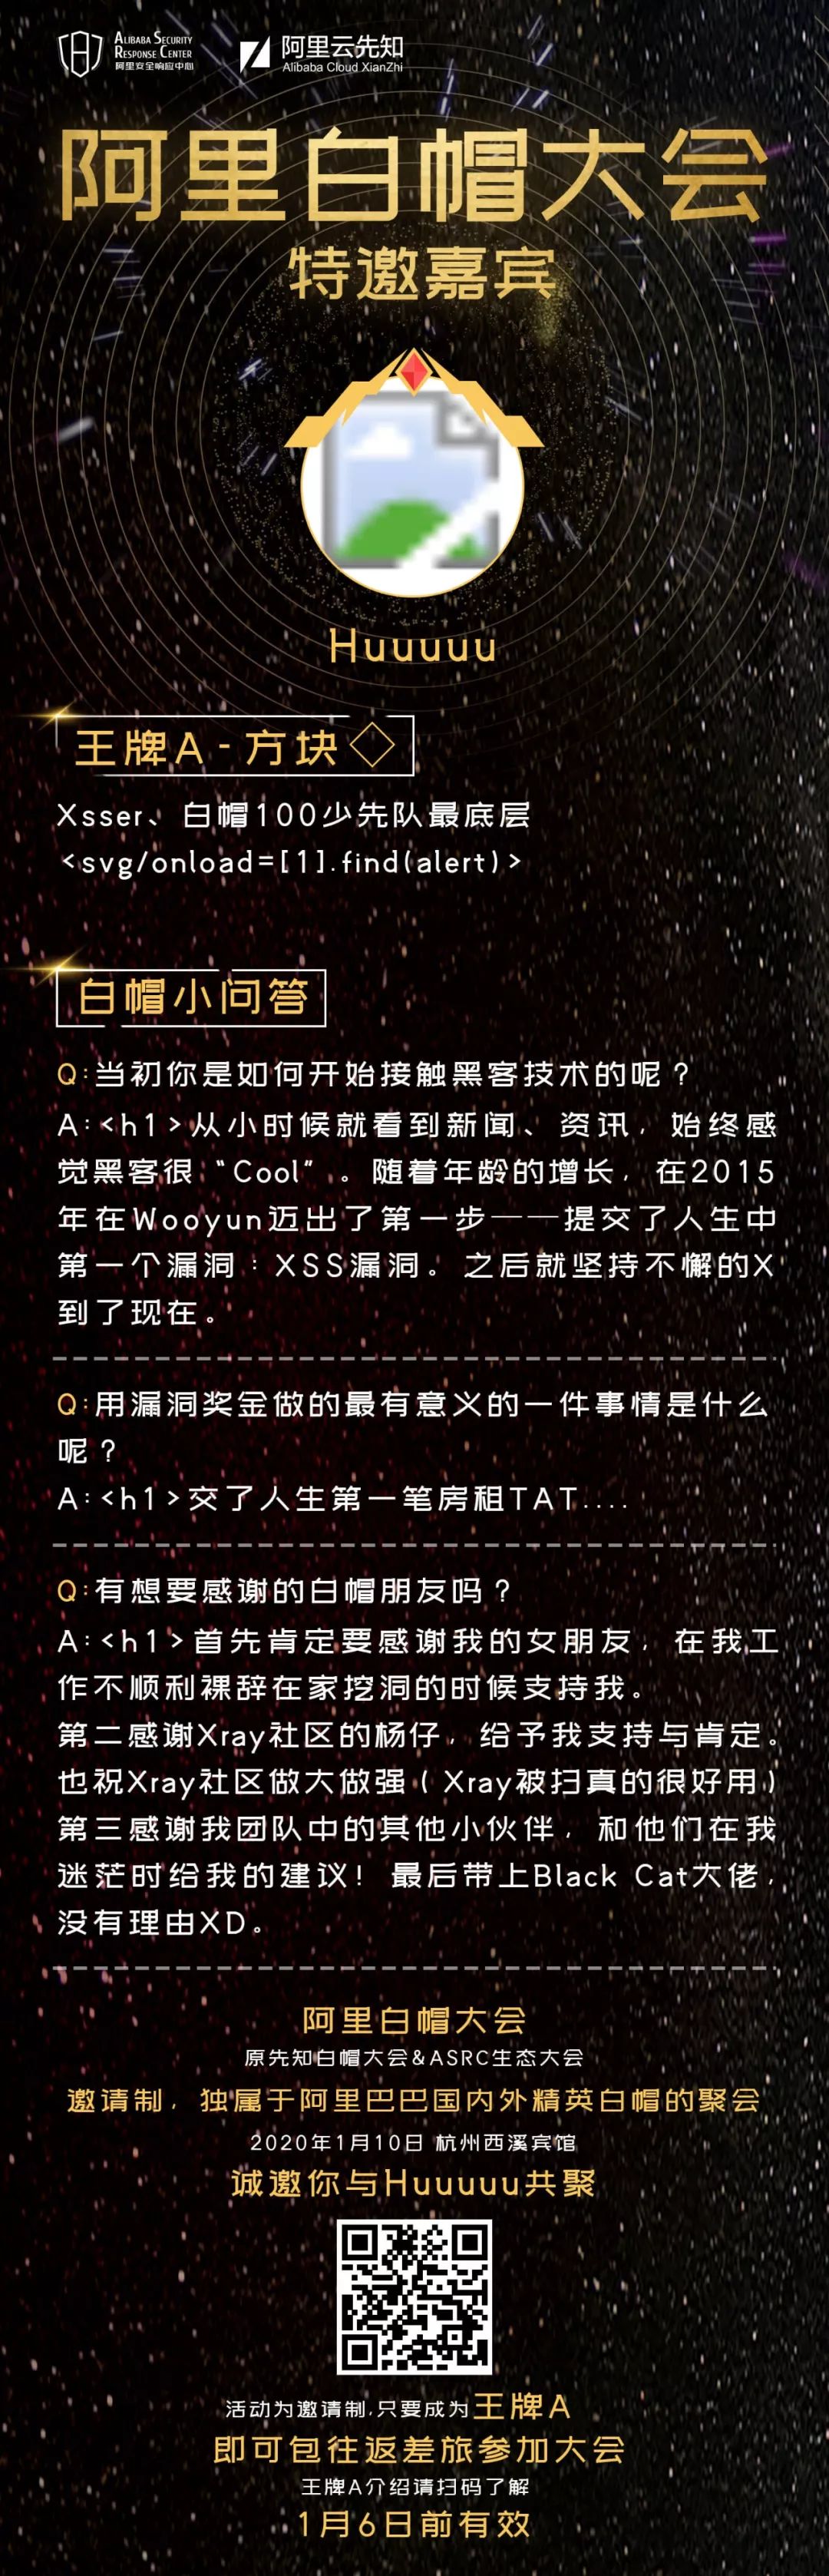 ALIBABA SECURITY
RESPONSE CENTER
阿里安全响应中心
阿里云先知
Alibaba Cloud XianZhi
阿里白帽大会
特邀嘉宾
Huuuuu
王牌A-方块◇
Xsser、白帽100少先队最底层
<svg/onload=[1].find(alert)>
白帽小问答
Q:当初你是如何开始接触黑客技术的呢？
A:<h1>从小时候就看到新闻、资讯，始终感
觉黑客很“Cool”。随着年龄的增长，在2015
年在Wooyun迈出了第一步——提交了人生中
第一个漏洞：XSS漏洞。之后就坚持不懈的X
到了现在。
Q:用漏洞奖金做的最有意义的一件事情是什么
呢？
A:<h1>交了人生第一笔房租TAT....
Q:有想要感谢的白帽朋友吗？
A:<h1>首先肯定要感谢我的女朋友，在我工
作不顺利裸辞在家挖洞的时候支持我。
第二感谢Xray社区的杨仔，给予我支持与肯定。
也祝Xray社区做大做强（Xray被扫真的很好用）
第三感谢我团队中的其他小伙伴，和他们在我
迷茫时给我的建议！最后带上Black Cat大佬，
没有理由XD。
阿里白帽大会
原先知白帽大会&ASRC生态大会
邀请制，独属于阿里巴巴国内外精英白帽的聚会
2020年1月10日 杭州西溪宾馆
诚邀你与Huuuuu共聚
活动为邀请制,只要成为王牌A
即可包往返差旅参加大会
王牌A介绍请扫码了解
1月6日前有效